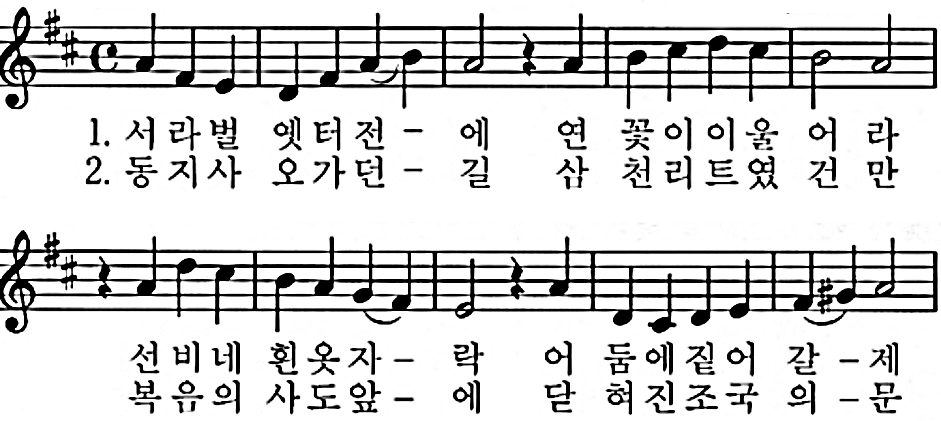 1. 서라벌 옛터전 - 에 연 꽃이이울 어 라
2. 동지사 오가던 - 길 삼 천리트였 건 만
선비네 흰옷자 - 락 어 둠에짙어 갈 - 제
복음의 사도앞 - 에 닫 혀진조국 의 - 문